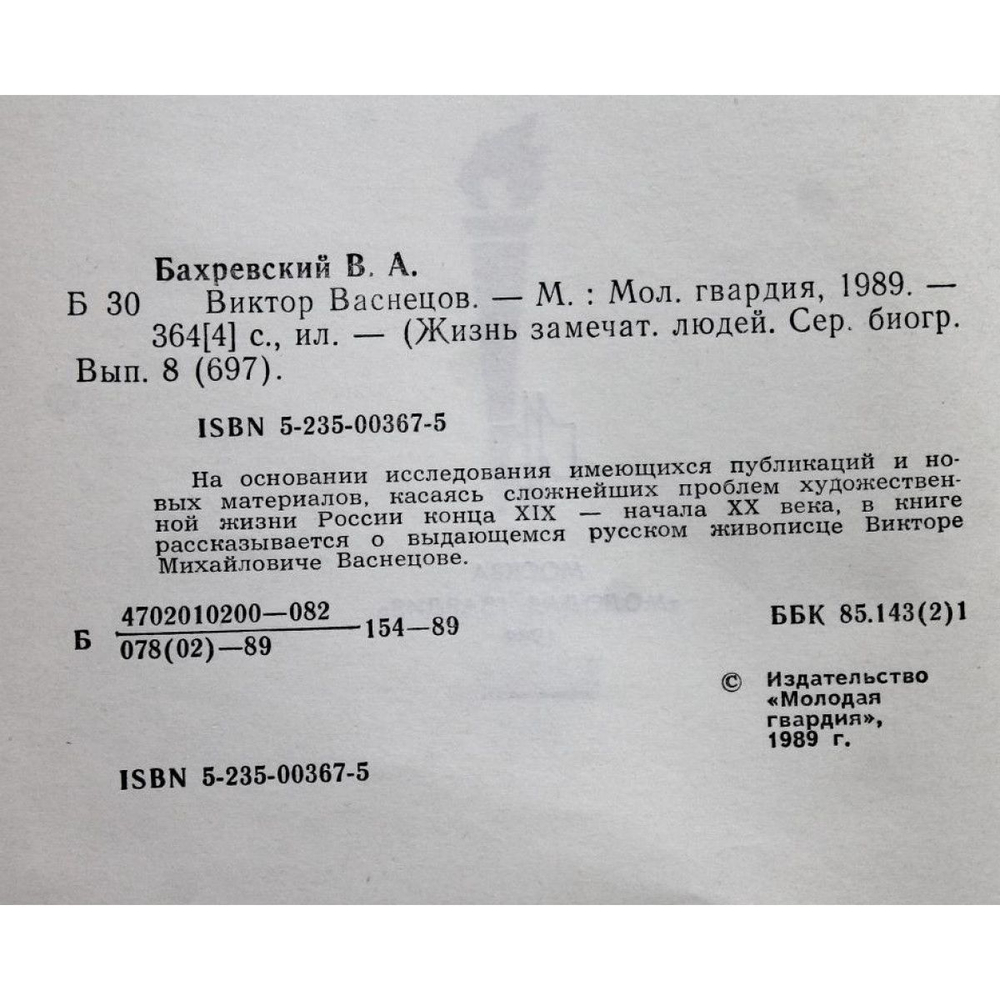 Бахревский В. А.
Б 30 Виктор Васнецов. — М. : Мол. гвардия, 1989. —
364[4] с., ил. — (Жизнь замечат. людей. Сер. биогр.
Вып. 8 (697).
ISBN 5-235-00367-5
На основании исследования имеющихся публикаций и но-
вых материалов, касаясь сложнейших проблем художествен-
ной жизни России конца XIX — начала XX века, в книге
рассказывается о выдающемся русском живописце Викторе
Михайловиче Васнецове.
4702010200—082
Б 154—89
078(02)—89
ББК 85.143(2)1
© Издательство
«Молодая
гвардия»,
1989 г.
ISBN 5-235-00367-5